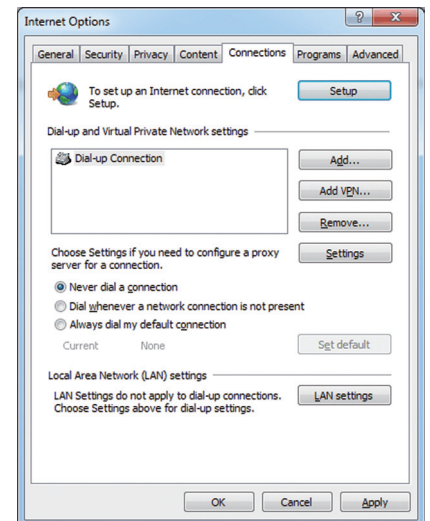 Internet Options
General Security Privacy Content Connections Programs Advanced
To set up an Internet connection, click
Setup.
Setup
Dial-up and Virtual Private Network settings
Dial-up Connection
Add...
Add VPN...
Remove...
Choose Settings if you need to configure a proxy
server for a connection.
Settings
Never dial a connection
Dial whenever a network connection is not present
Always dial my default connection
Current None
Set default
Local Area Network (LAN) settings
LAN Settings do not apply to dial-up connections.
Choose Settings above for dial-up settings.
LAN settings
OK Cancel Apply